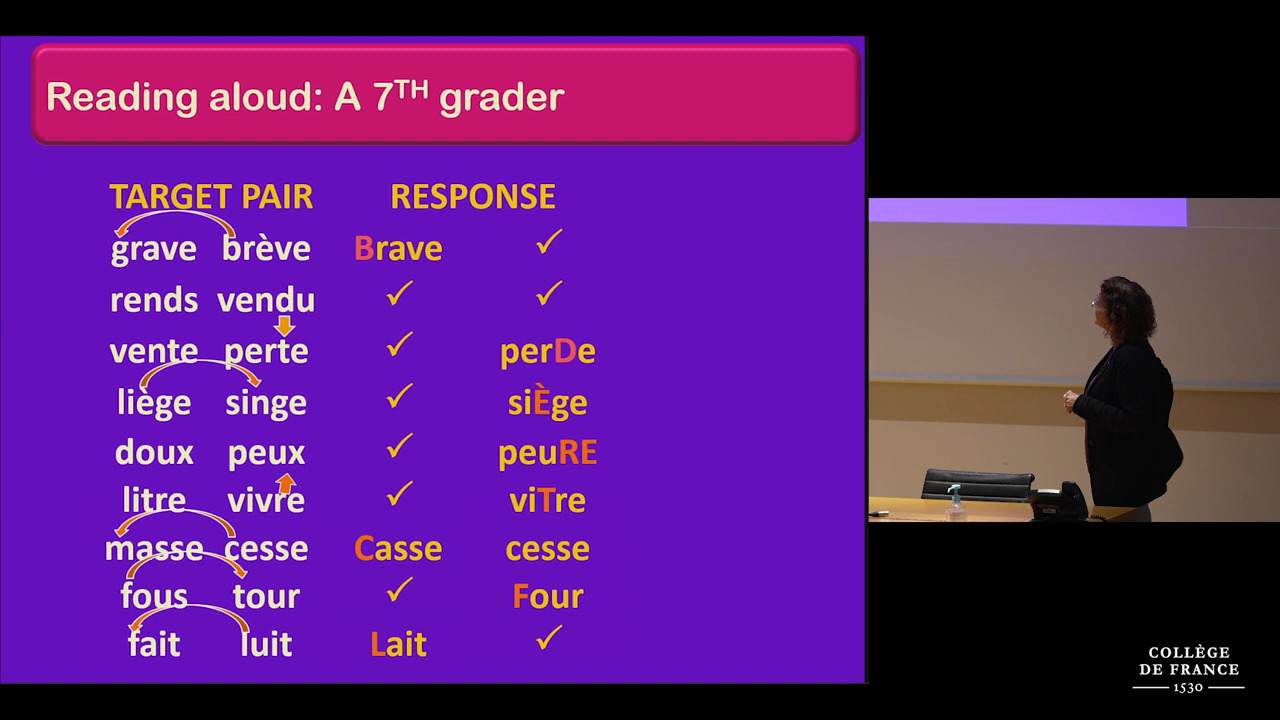 Reading aloud: A 7TH grader
TARGET PAIR RESPONSE
grave brève Brave ✓
rends vendu ✓ ✓
vente perte ✓ perDe
liège singe ✓ siÈge
doux peux ✓ peuRE
litre vivre ✓ viTre
masse cesse Casse cesse
fous tour ✓ Four
fait luit Lait ✓
COLLÈGE
DE FRANCE
1530